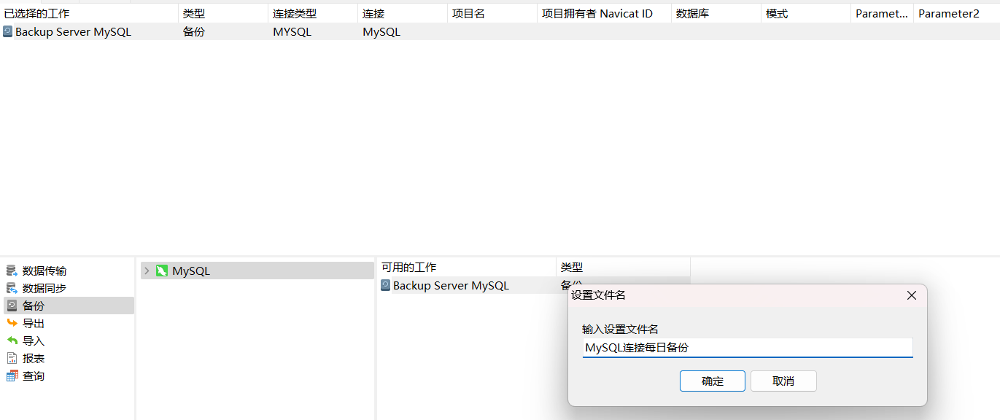 已选择的工作 类型 连接类型 连接 项目名 项目拥有者 Navicat ID 数据库 模式 Paramet... Parameter2
Backup Server MySQL 备份 MYSQL MySQL
数据传输
数据同步
备份
导出
导入
报表
查询
MySQL
可用的工作 类型
Backup Server MySQL 备份
设置文件名
输入设置文件名
MySQL连接每日备份
确定 取消